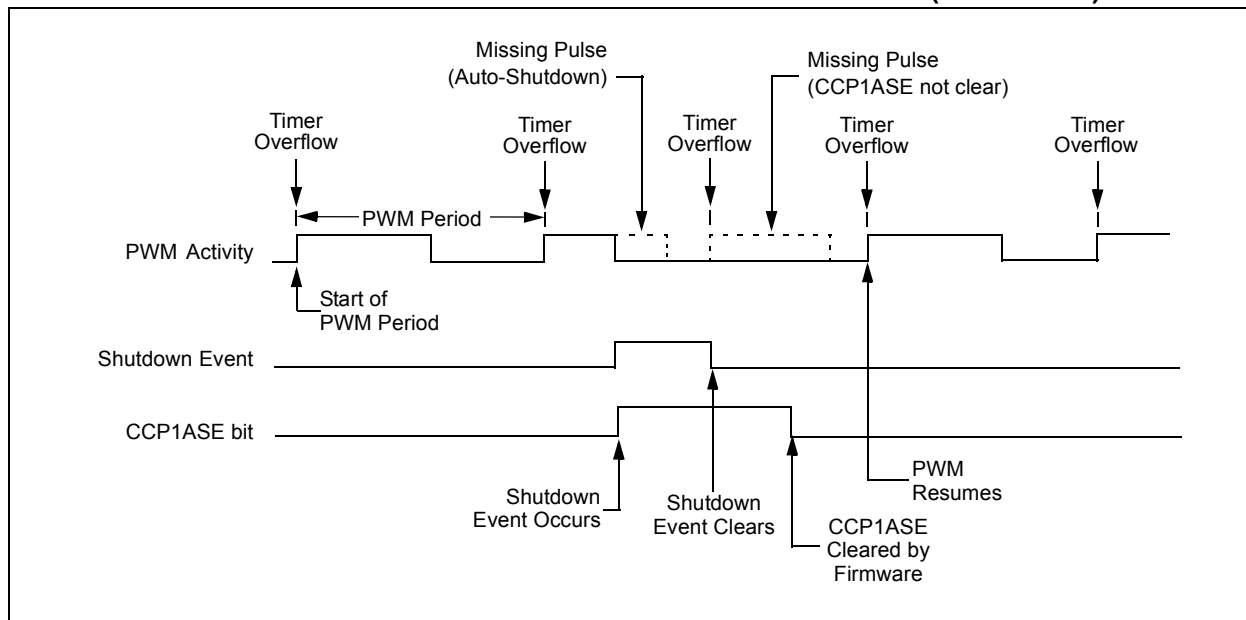 Missing Pulse
(Auto-Shutdown)
Missing Pulse
(CCP1ASE not clear)
Timer
Overflow
Timer
Overflow
Timer
Overflow
Timer
Overflow
Timer
Overflow
PWM Period
PWM Activity
Start of
PWM Period
Shutdown Event
CCP1ASE bit
Shutdown
Event Occurs
Shutdown
Event Clears
PWM
Resumes
CCP1ASE
Cleared by
Firmware